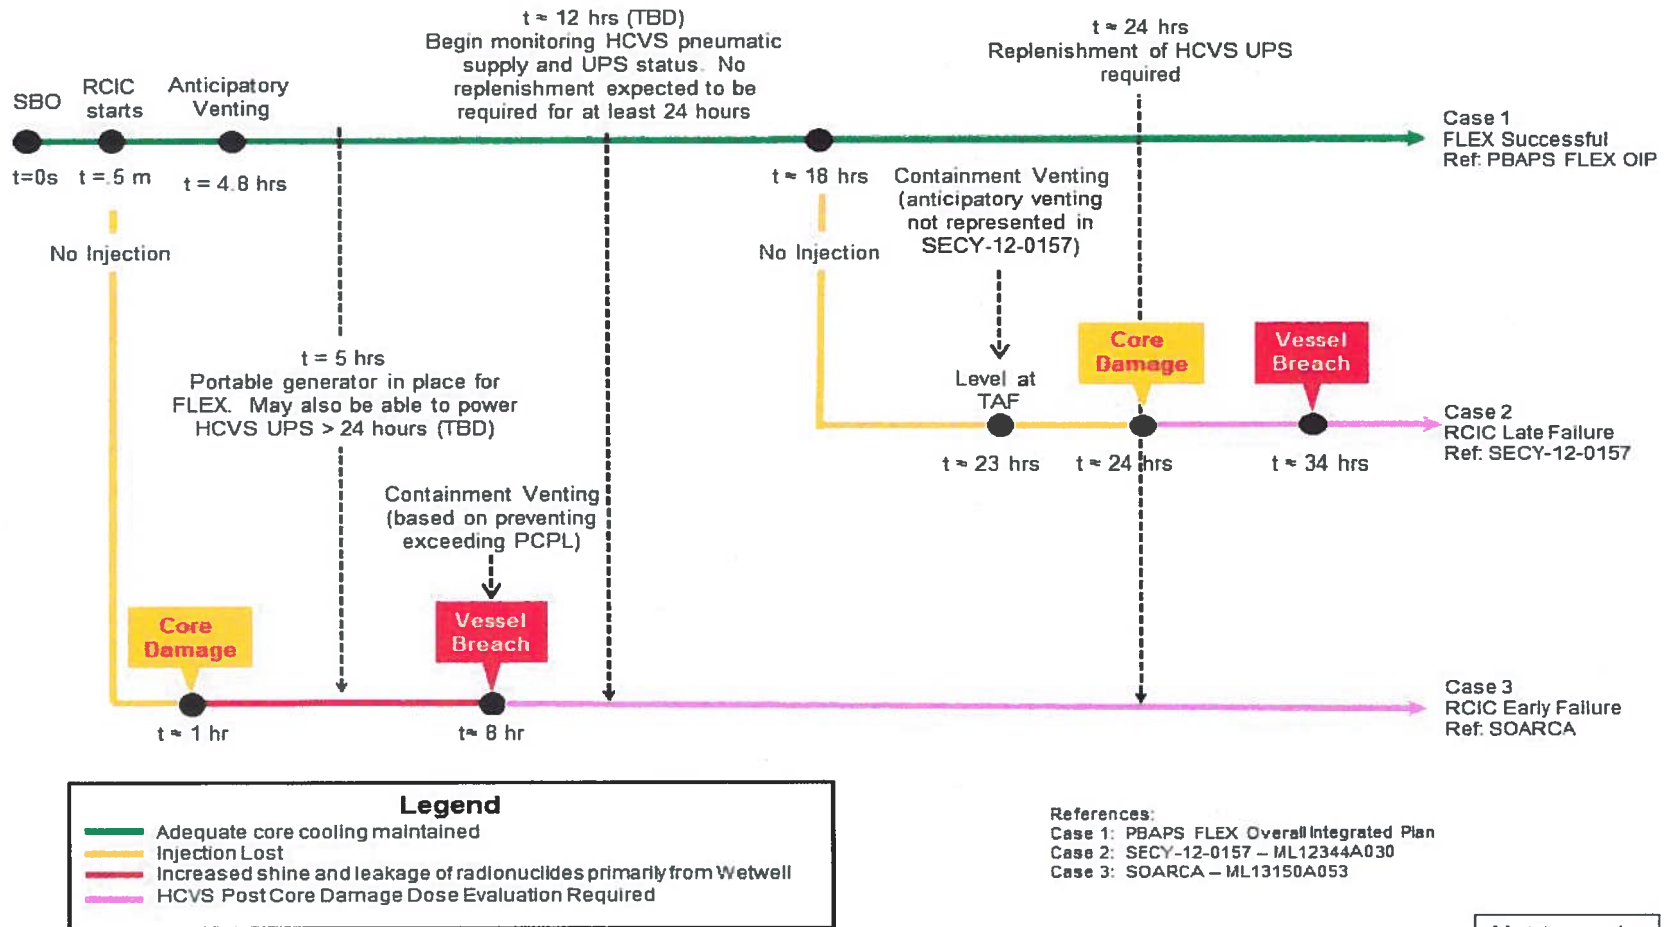 t ≈ 12 hrs (TBD)
Begin monitoring HCVS pneumatic
supply and UPS status. No
replenishment expected to be
required for at least 24 hours
t ≈ 24 hrs
Replenishment of HCVS UPS
required
SBO
RCIC
starts
Anticipatory
Venting
t=0s
t =.5 m
t = 4.8 hrs
t ≈ 18 hrs
Case 1
FLEX Successful
Ref: PBAPS FLEX OIP
No Injection
No Injection
Containment Venting
(anticipatory venting
not represented in
SECY-12-0157)
t = 5 hrs
Portable generator in place for
FLEX. May also be able to power
HCVS UPS > 24 hours (TBD)
Level at
TAF
Core
Damage
Vessel
Breach
t ≈ 23 hrs
t ≈ 24 hrs
t ≈ 34 hrs
Case 2
RCIC Late Failure
Ref: SECY-12-0157
Containment Venting
(based on preventing
exceeding PCPL)
Core
Damage
Vessel
Breach
t ≈ 1 hr
t≈ 8 hr
Case 3
RCIC Early Failure
Ref: SOARCA
Legend
Adequate core cooling maintained
Injection Lost
Increased shine and leakage of radionuclides primarily from Wetwell
HCVS Post Core Damage Dose Evaluation Required
References:
Case 1: PBAPS FLEX Overall Integrated Plan
Case 2: SECY-12-0157 – ML12344A030
Case 3: SOARCA – ML13150A053